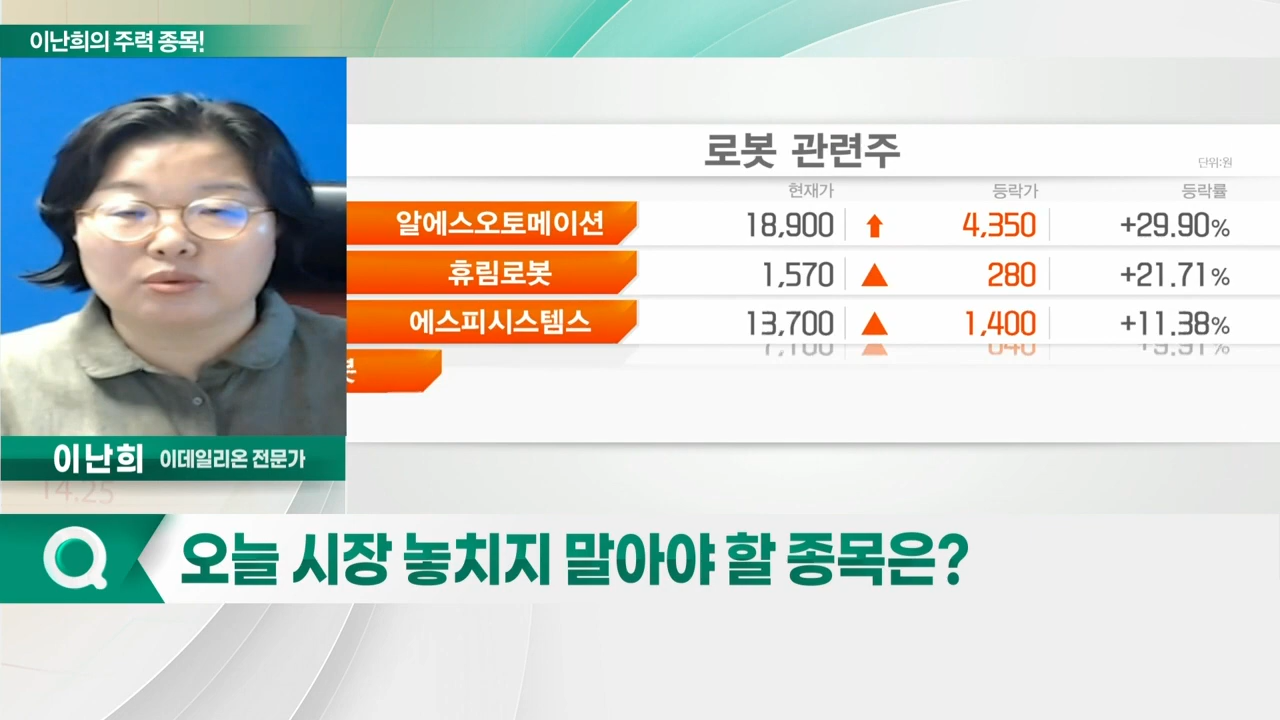 이난희의 주력 종목!
로봇 관련주
단위:원
현재가 등락가 등락률
알에스오토메이션 18,900 4,350 +29.90%
휴림로봇 1,570 280 +21.71%
에스피시스템스 13,700 1,400 +11.38%
이난희 이데일리온 전문가
14.25
Q 오늘 시장 놓치지 말아야 할 종목은?